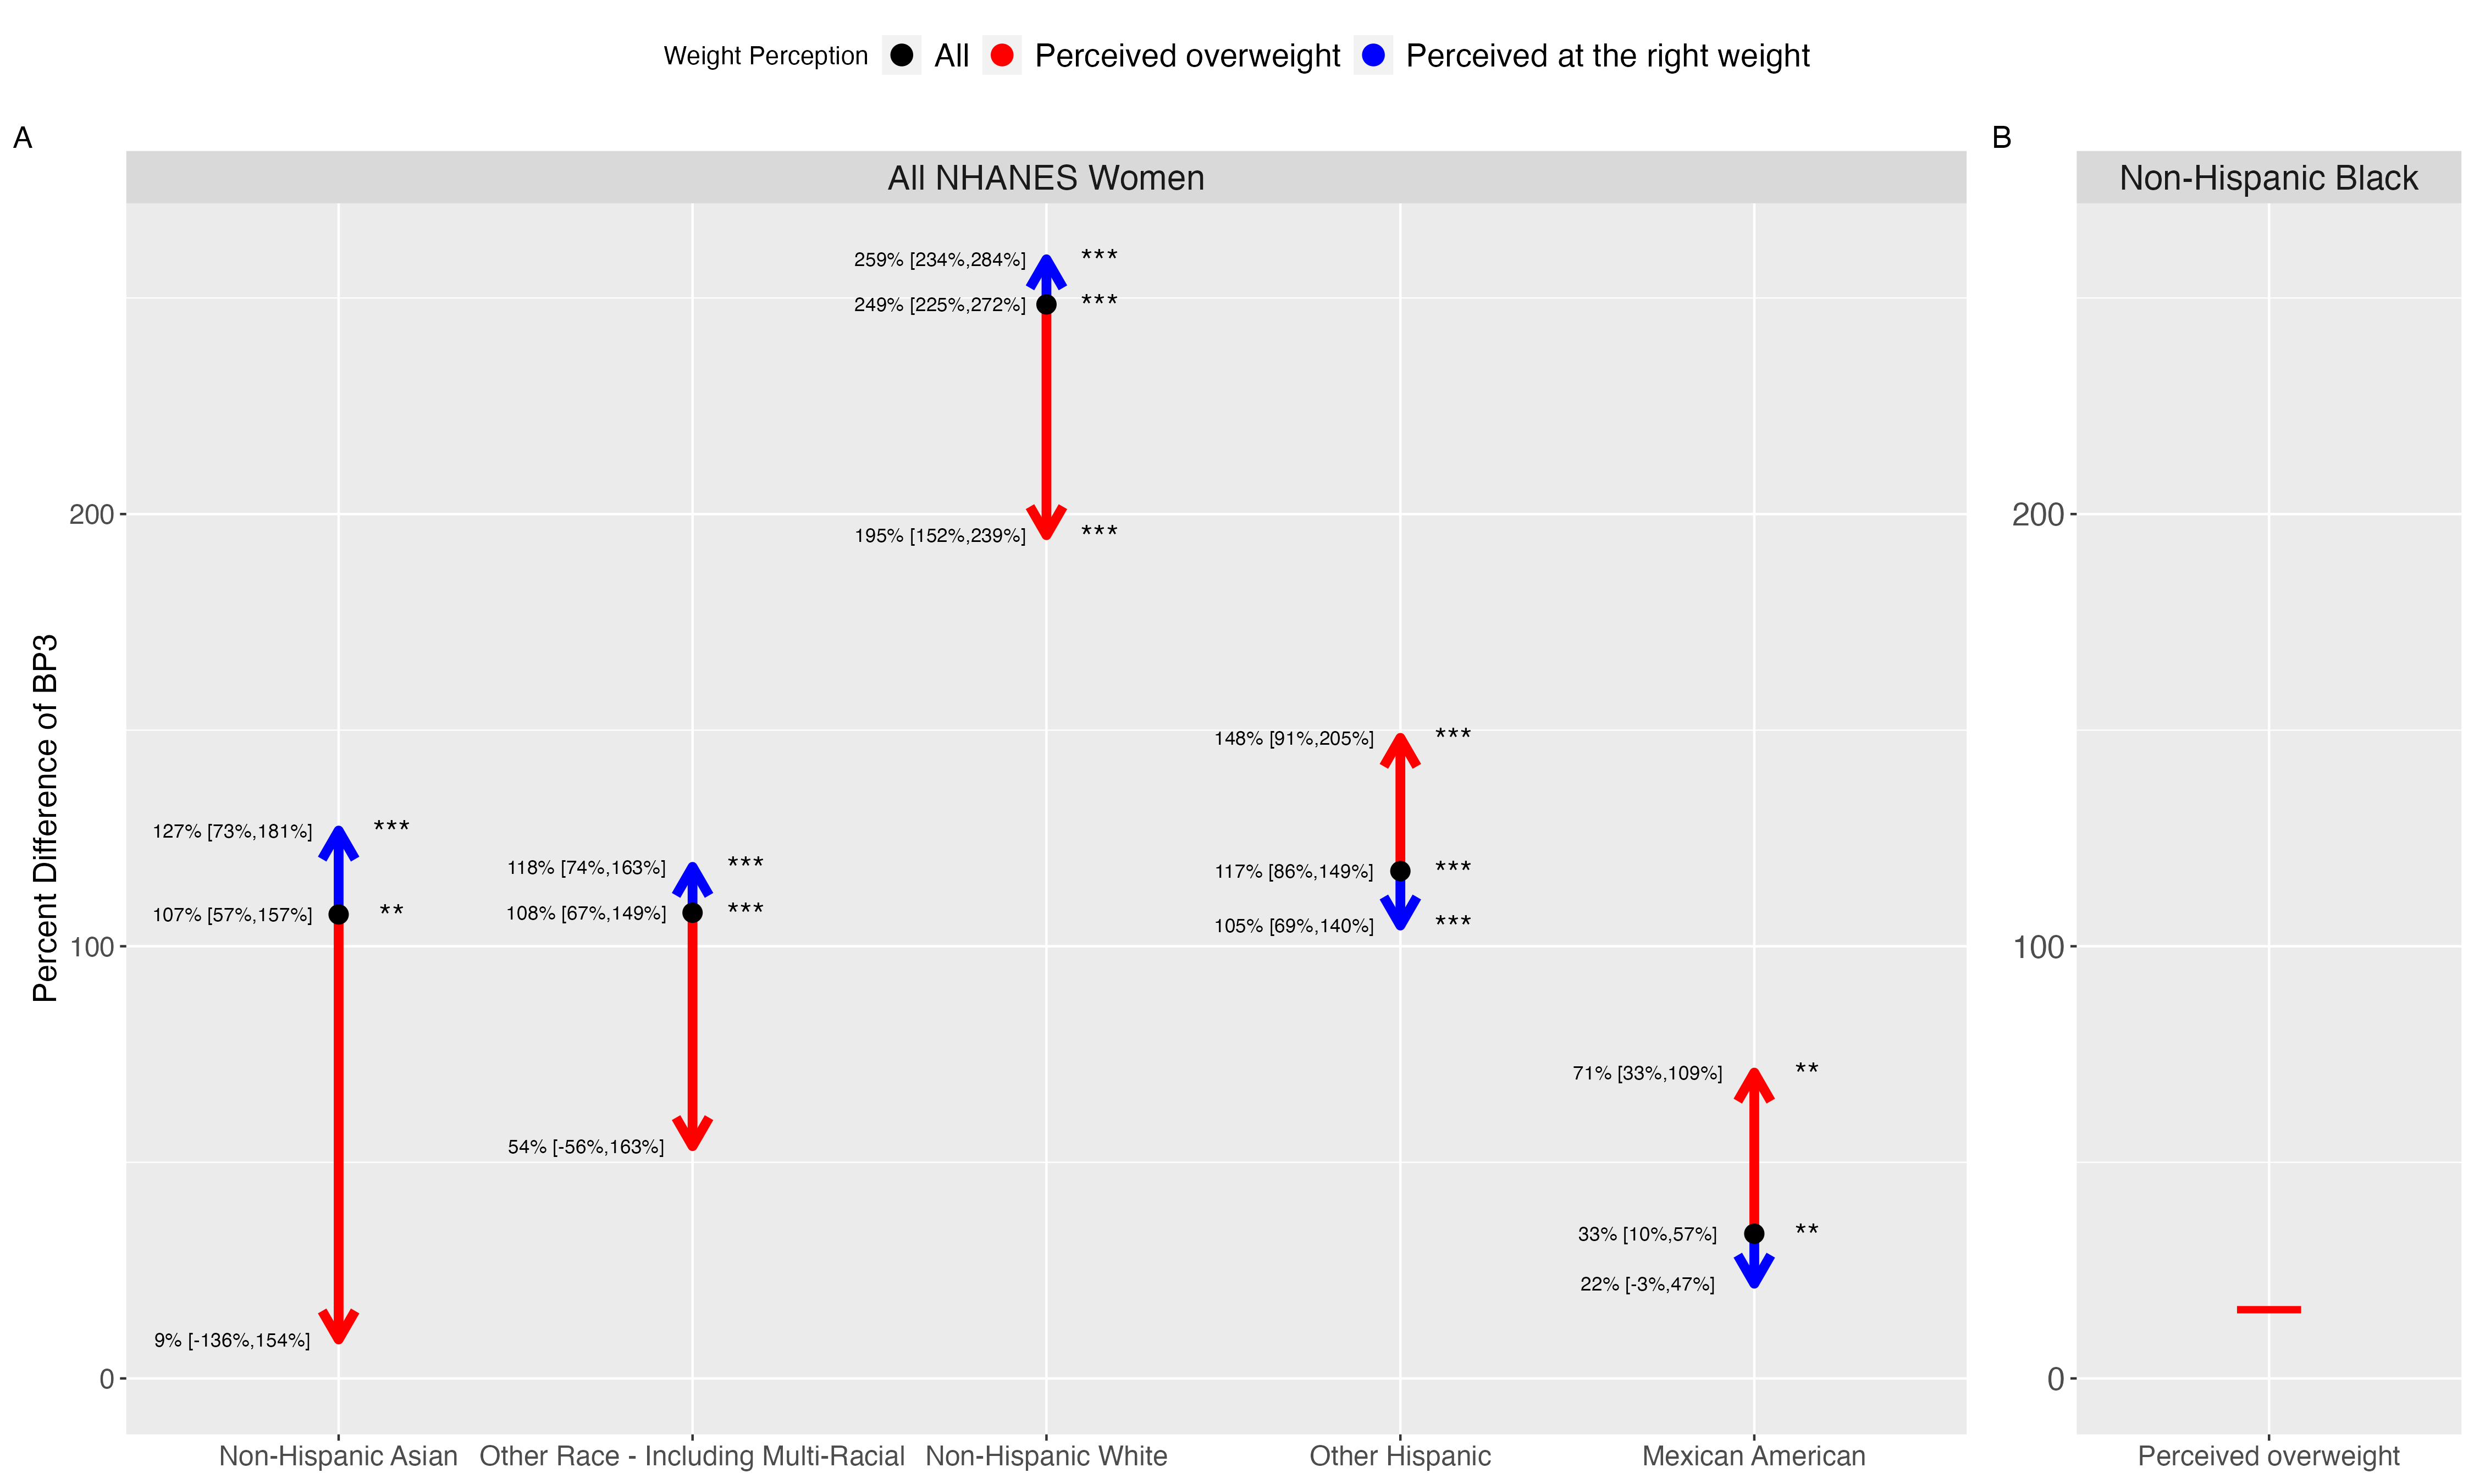 Weight Perception All Perceived overweight Perceived at the right weight
A
B
All NHANES Women
Non-Hispanic Black
Percent Difference of BP3
200
100
0
259% [234%,284%] ***
249% [225%,272%] ***
195% [152%,239%] ***
148% [91%,205%] ***
117% [86%,149%] ***
105% [69%,140%] ***
127% [73%,181%] ***
107% [57%,157%] **
9% [-136%,154%]
118% [74%,163%] ***
108% [67%,149%] ***
54% [-56%,163%]
71% [33%,109%] **
33% [10%,57%] **
22% [-3%,47%]
Non-Hispanic Asian
Other Race - Including Multi-Racial
Non-Hispanic White
Other Hispanic
Mexican American
200
100
0
Perceived overweight